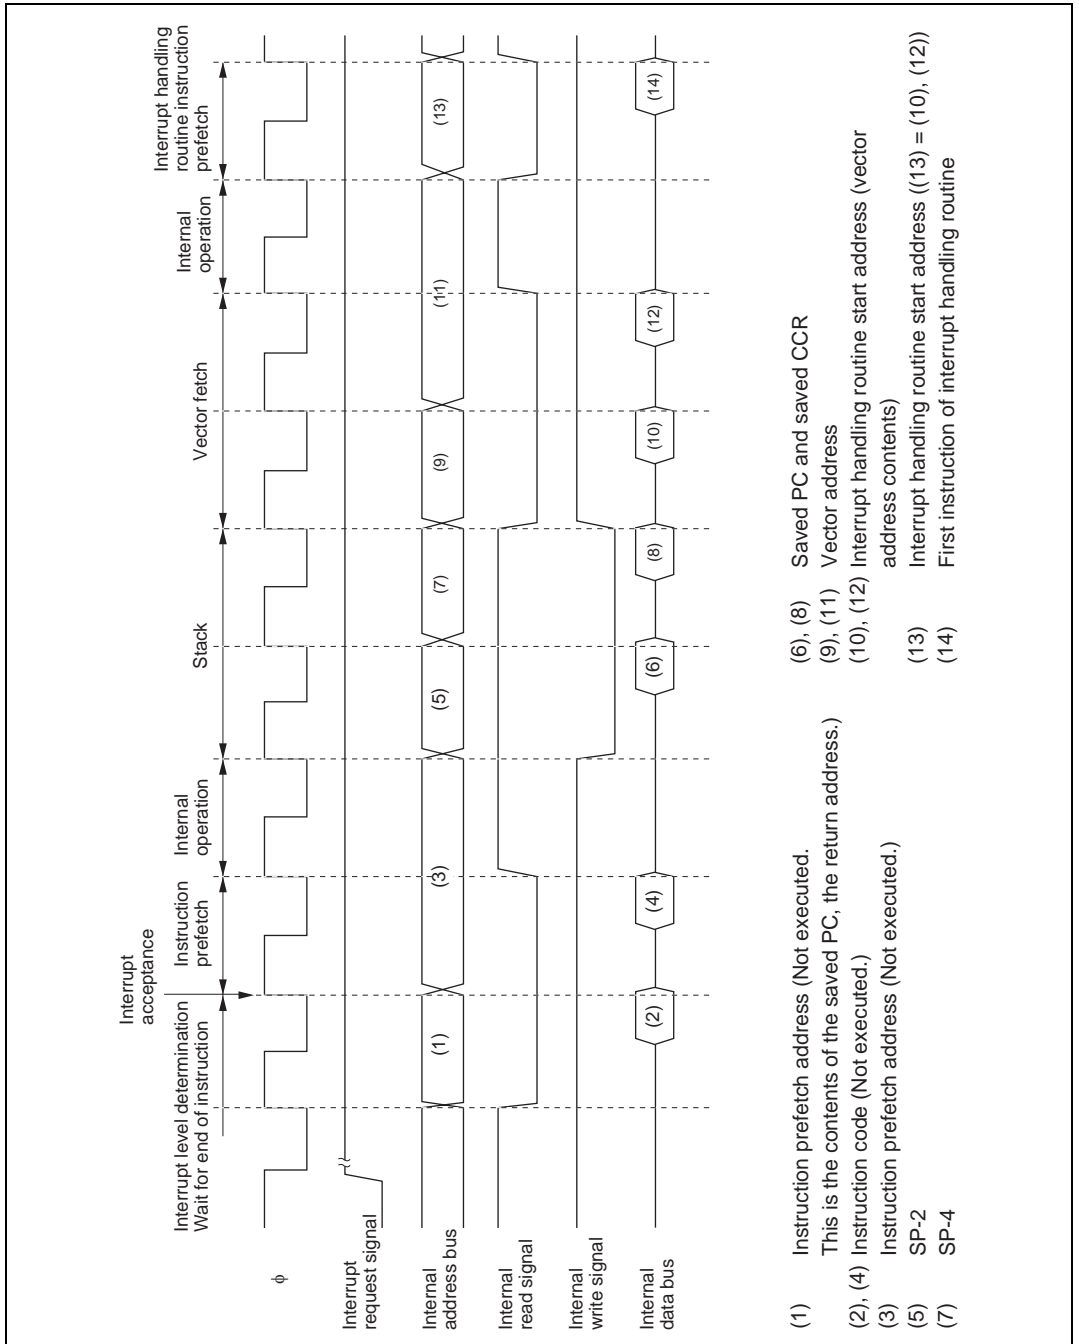 Interrupt level determination
Wait for end of instruction
Interrupt
acceptance
Instruction
prefetch
Internal
operation
Stack
Vector fetch
Internal
operation
Interrupt handling
routine instruction
prefetch
φ
Interrupt
request signal
Internal
address bus
(1)
(3)
(5)
(7)
(9)
(11)
(13)
Internal
read signal
Internal
write signal
Internal
data bus
(2)
(4)
(6)
(8)
(10)
(12)
(14)
(1) Instruction prefetch address (Not executed.
This is the contents of the saved PC, the return address.)
(2), (4) Instruction code (Not executed.)
(3) Instruction prefetch address (Not executed.)
(5) SP-2
(7) SP-4
(6), (8) Saved PC and saved CCR
(9), (11) Vector address
(10), (12) Interrupt handling routine start address (vector
address contents)
(13) Interrupt handling routine start address ((13) = (10), (12))
(14) First instruction of interrupt handling routine